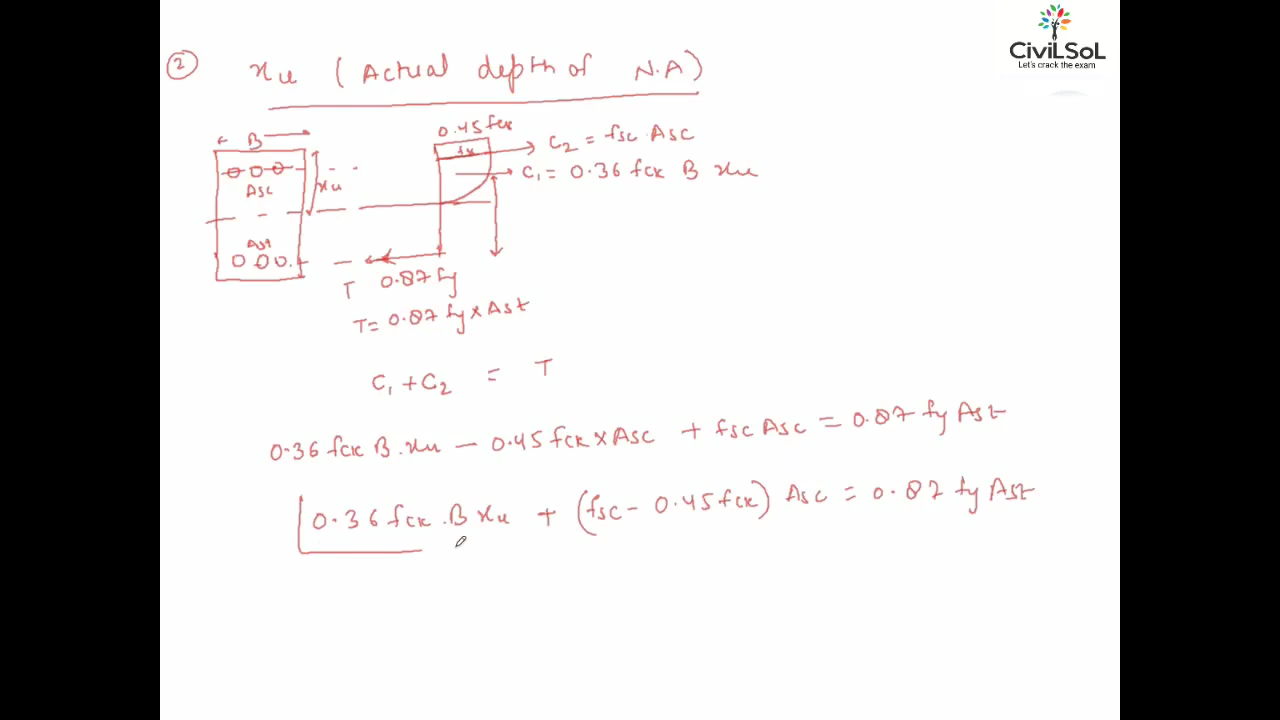 CiVILSOL
Let's crack the exam
② xu (Actual depth of N.A)
B
0.45 fck
C2 = fsc Asc
C1 = 0.36 fck B xu
Asc
xu
Ast
T 0.87 fy
T = 0.87 fy x Ast
C1 + C2 = T
0.36 fck B.xu - 0.45 fck x Asc + fsc Asc = 0.87 fy Ast
0.36 fck .B xu + (fsc - 0.45 fck) Asc = 0.87 fy Ast